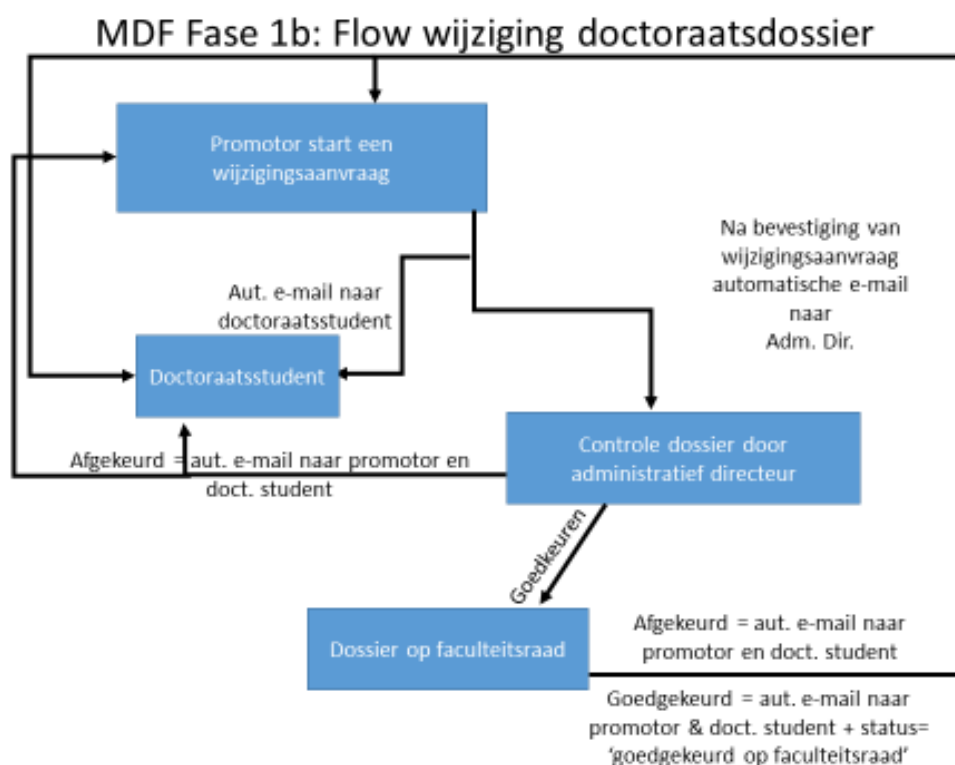 MDF Fase 1b: Flow wijziging doctoraatsdossier
Promotor start een
wijzigingsaanvraag
Na bevestiging van
wijzigingsaanvraag
automatische e-mail
naar
Adm. Dir.
Aut. e-mail naar
doctoraatsstudent
Doctoraatsstudent
Controle dossier door
administratief directeur
Afgekeurd = aut. e-mail naar promotor en
doct. student
Goedkeuren
Dossier op faculteitsraad
Afgekeurd = aut. e-mail naar
promotor en doct. student
Goedgekeurd = aut. e-mail naar
promotor & doct. student + status=
‘goedgekeurd op faculteitsraad’